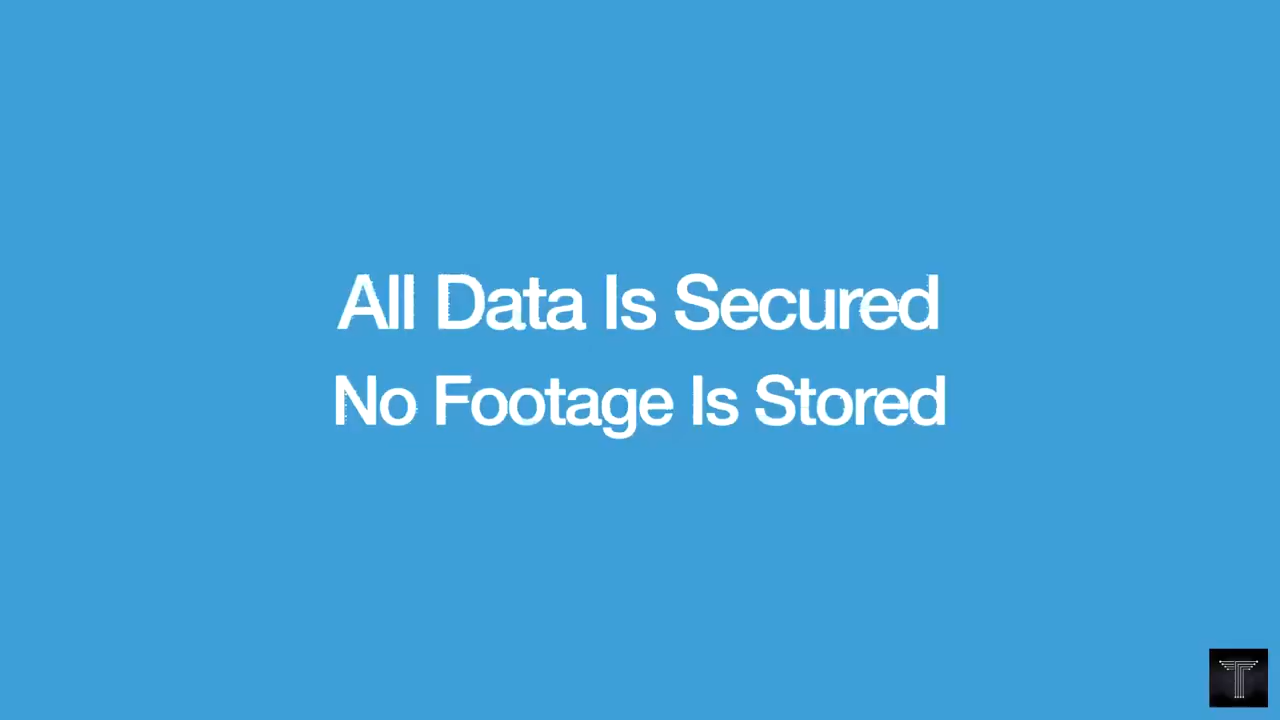 All Data Is Secured
No Footage Is Stored
T